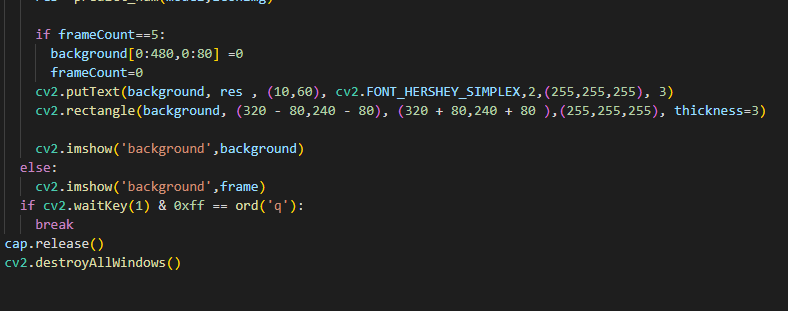 if frameCount==5:
background[0:480,0:80] =0
frameCount=0
cv2.putText(background, res , (10,60), cv2.FONT_HERSHEY_SIMPLEX,2,(255,255,255), 3)
cv2.rectangle(background, (320 - 80,240 - 80), (320 + 80,240 + 80 ),(255,255,255), thickness=3)
cv2.imshow('background',background)
else:
cv2.imshow('background',frame)
if cv2.waitKey(1) & 0xff == ord('q'):
break
cap.release()
cv2.destroyAllWindows()